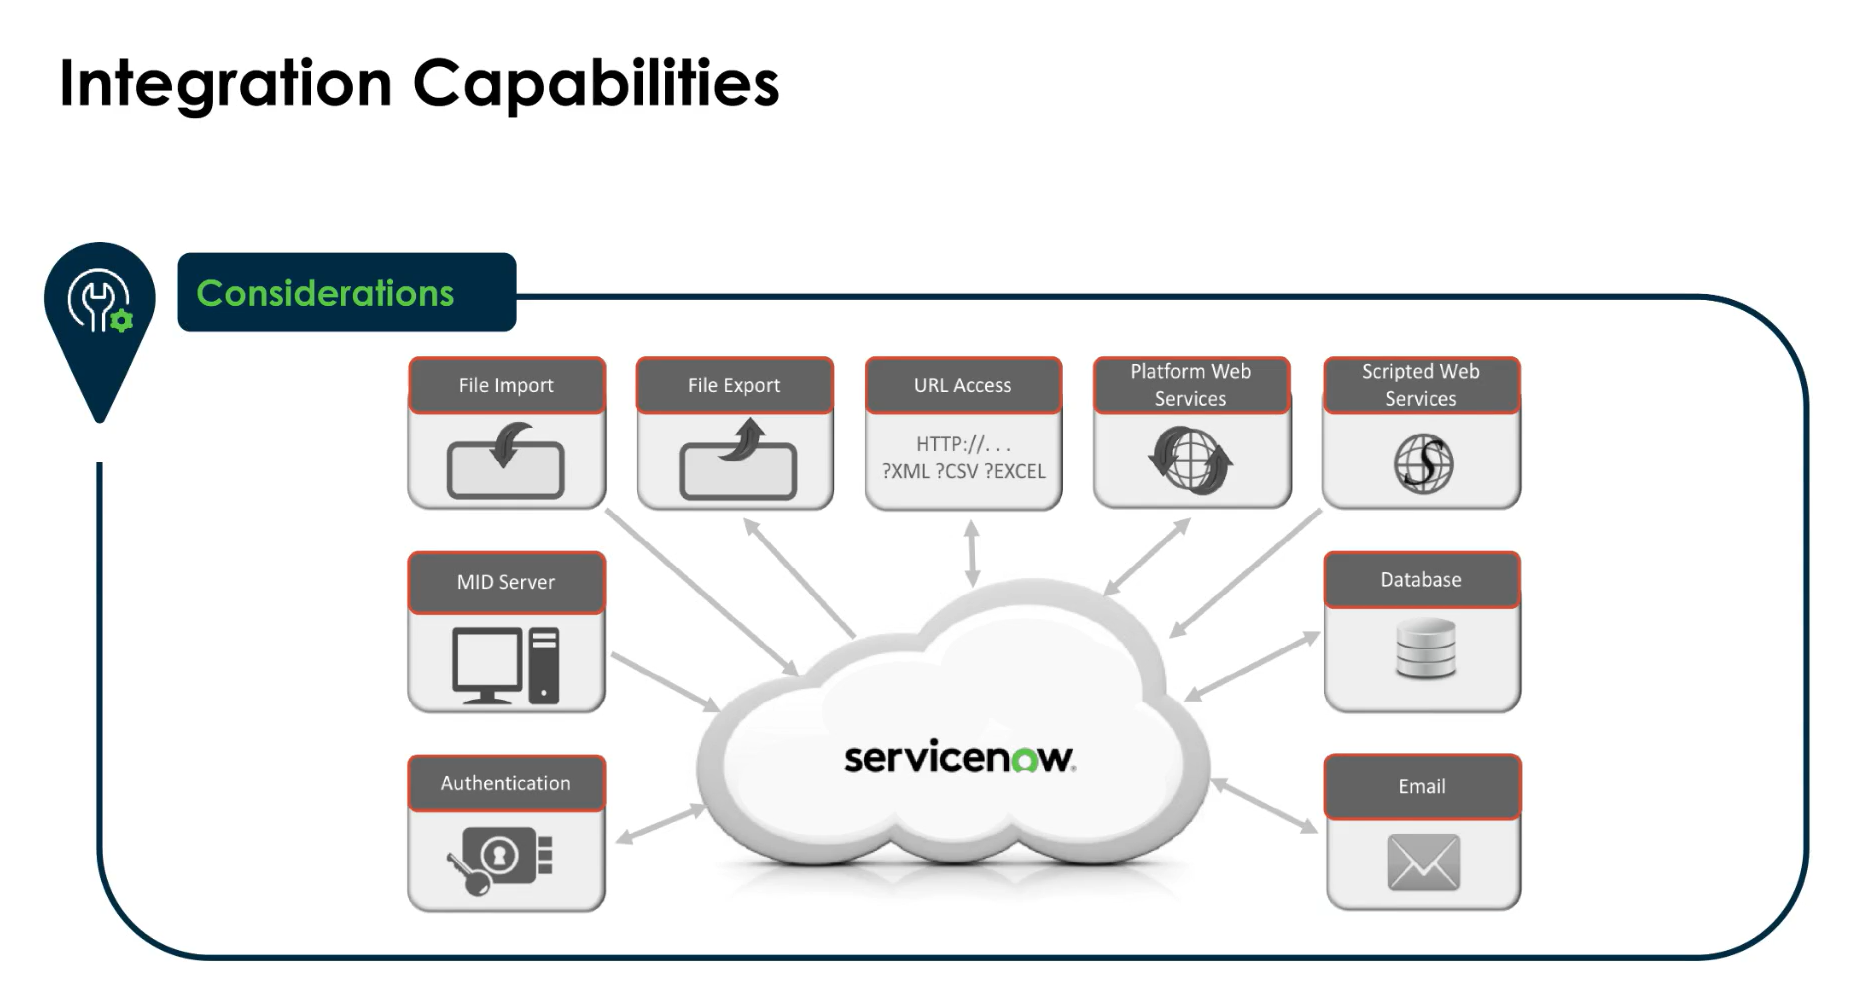 Integration Capabilities
Considerations
File Import
File Export
URL Access
HTTP://. . .
?XML ?CSV ?EXCEL
Platform Web
Services
Scripted Web
Services
S
MID Server
Database
servicenow®
Authentication
Email